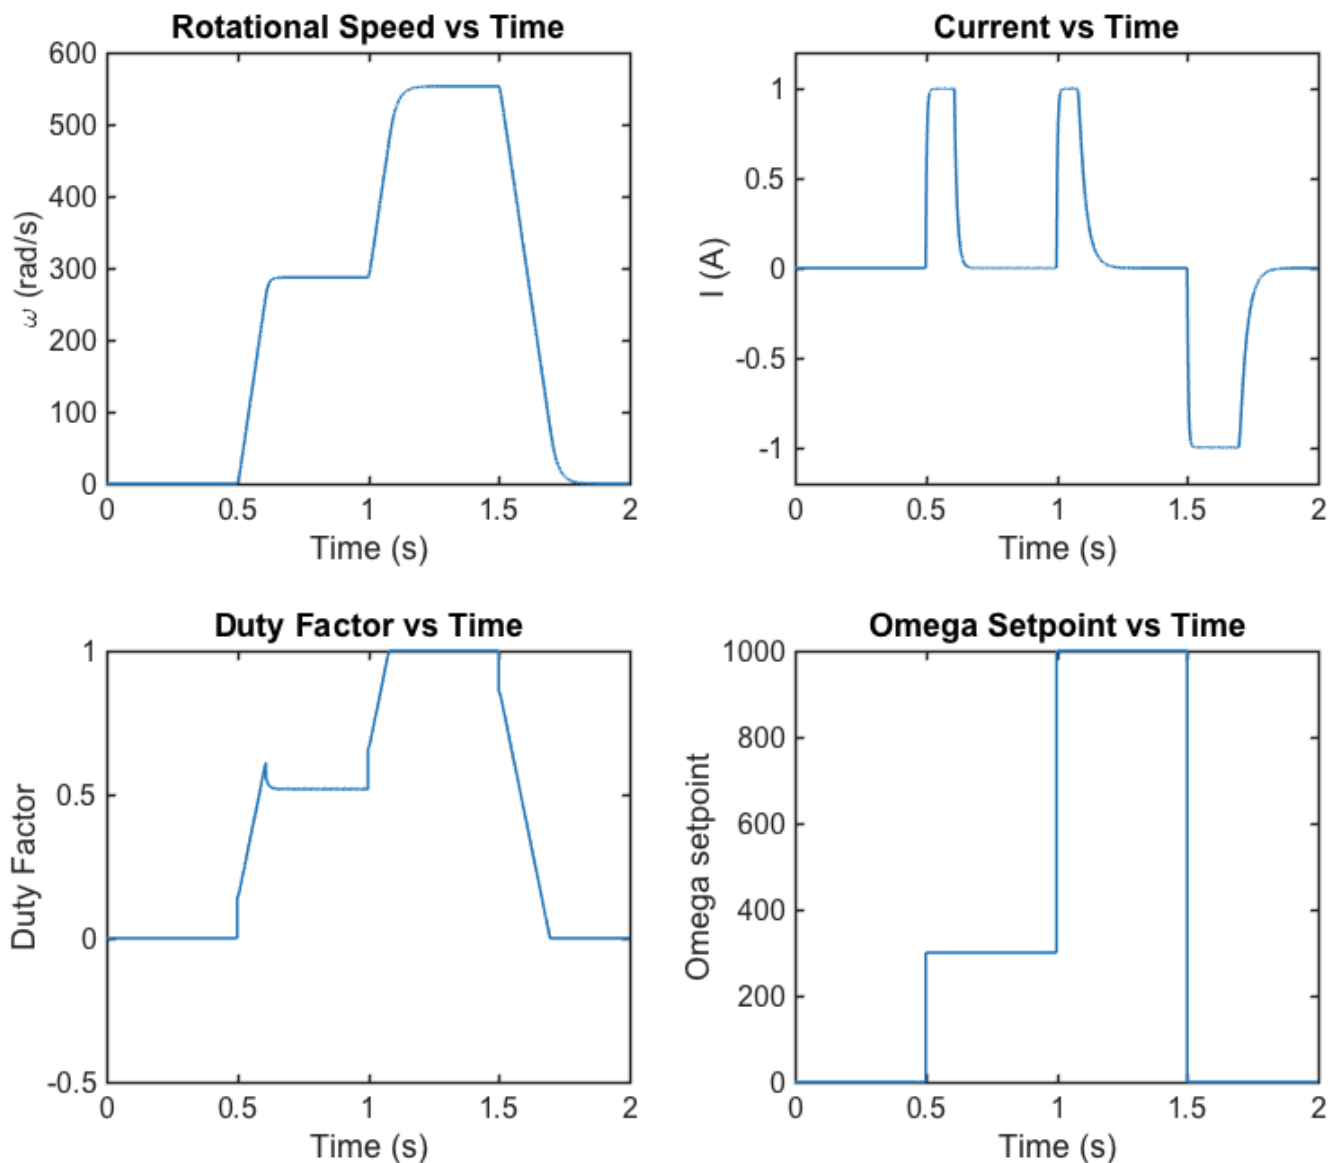 Rotational Speed vs Time
600
500
400
300
200
100
0
0 0.5 1 1.5 2
ω (rad/s)
Time (s)
Current vs Time
1
0.5
0
-0.5
-1
0 0.5 1 1.5 2
I (A)
Time (s)
Duty Factor vs Time
1
0.5
0
-0.5
0 0.5 1 1.5 2
Duty Factor
Time (s)
Omega Setpoint vs Time
1000
800
600
400
200
0
0 0.5 1 1.5 2
Omega setpoint
Time (s)